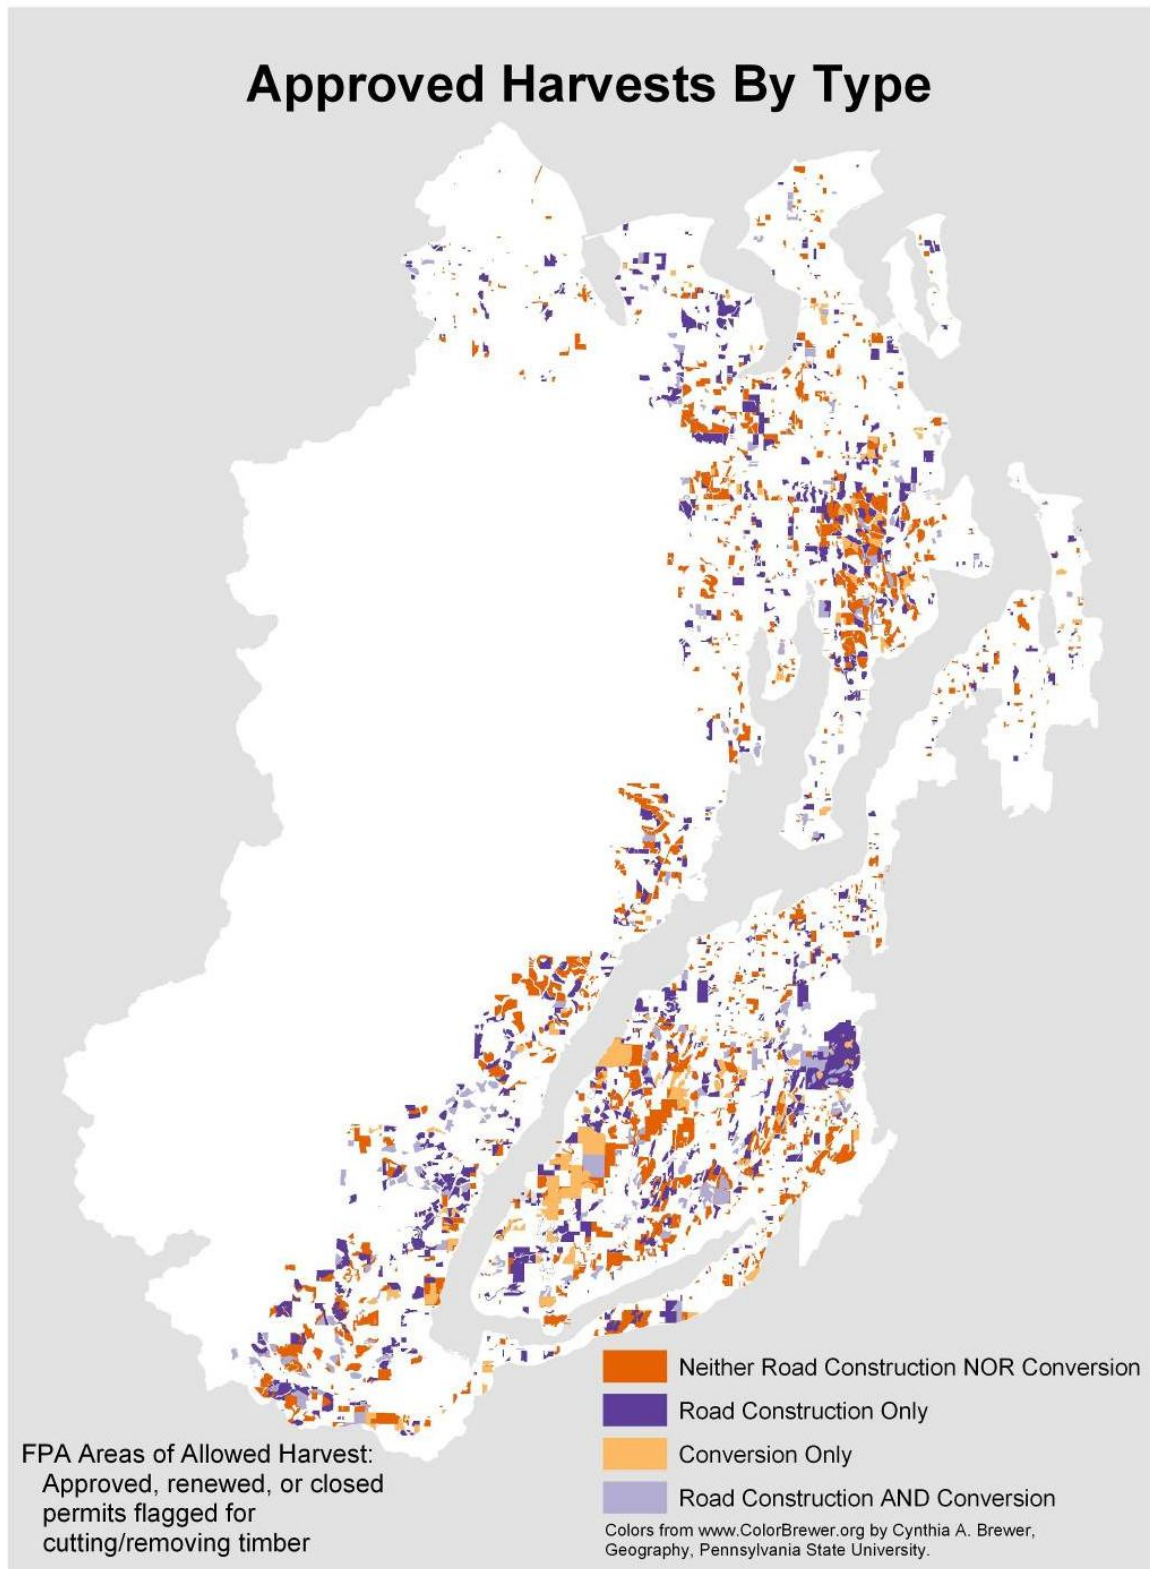 Approved Harvests By Type
Neither Road Construction NOR Conversion
Road Construction Only
Conversion Only
Road Construction AND Conversion
FPA Areas of Allowed Harvest:
Approved, renewed, or closed
permits flagged for
cutting/removing timber
Colors from www.ColorBrewer.org by Cynthia A. Brewer,
Geography, Pennsylvania State University.